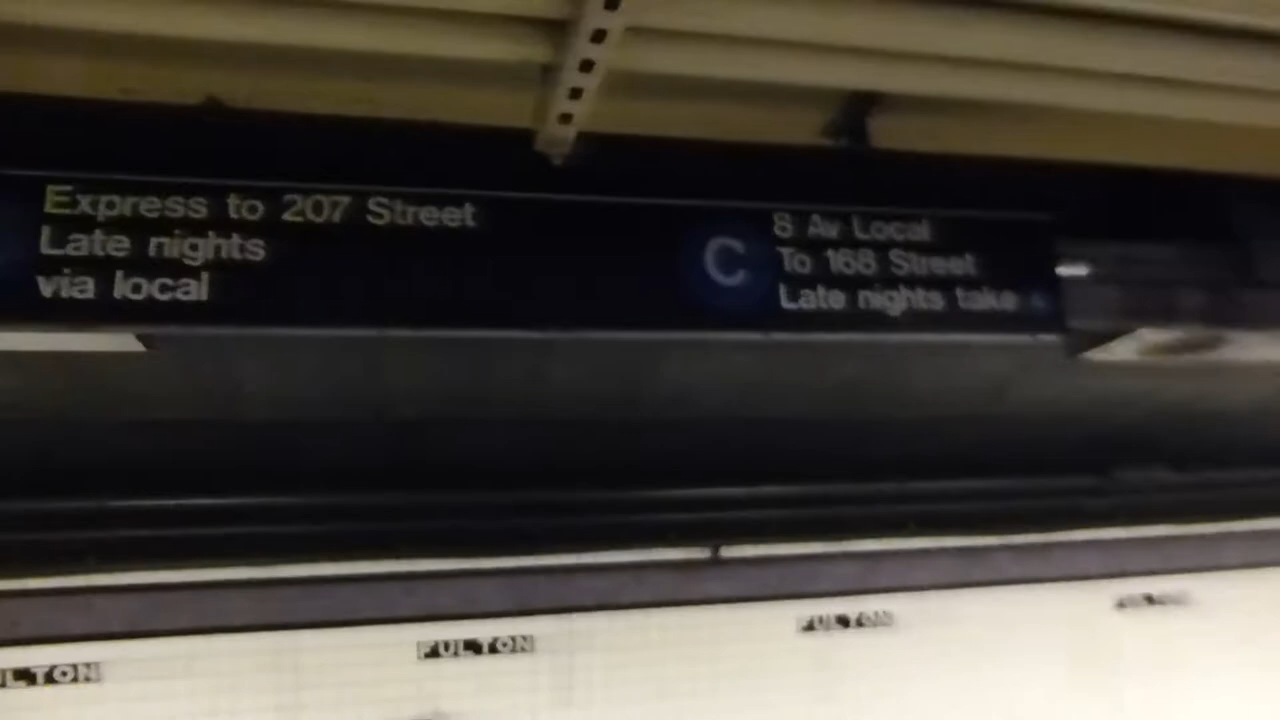 Express to 207 Street
Late nights
via local
C
8 Av Local
To 168 Street
Late nights take A
ULTON
FULTON
FULTON